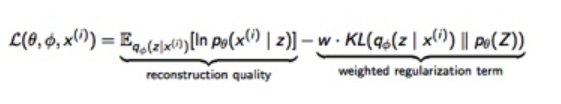 ℒ(θ, ϕ, x⁽ⁱ⁾) = 𝔼_{q_ϕ(z|x⁽ⁱ⁾)}[ln p_θ(x⁽ⁱ⁾ | z)] − w · KL(q_ϕ(z | x⁽ⁱ⁾) ∥ p_θ(Z))
reconstruction quality weighted regularization term